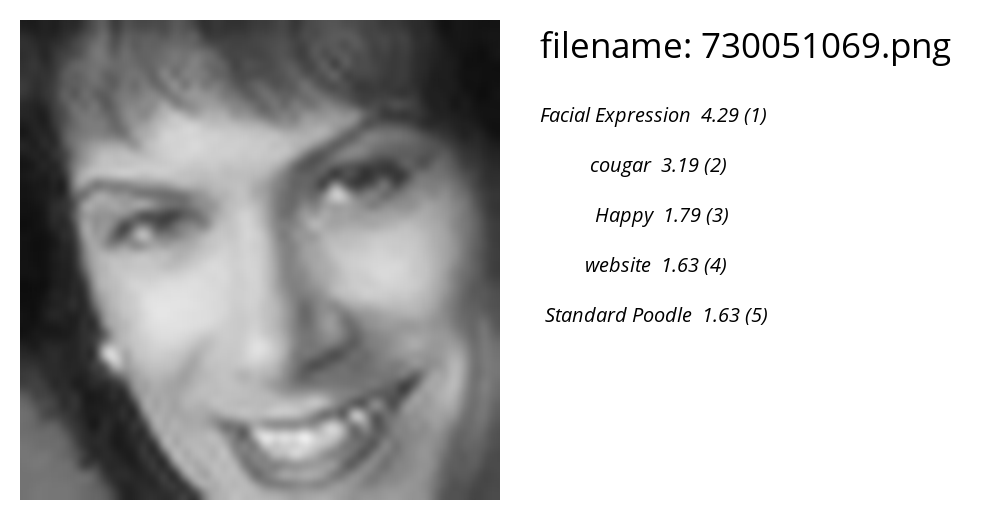 filename: 730051069.png
Facial Expression 4.29 (1)
cougar 3.19 (2)
Happy 1.79 (3)
website 1.63 (4)
Standard Poodle 1.63 (5)